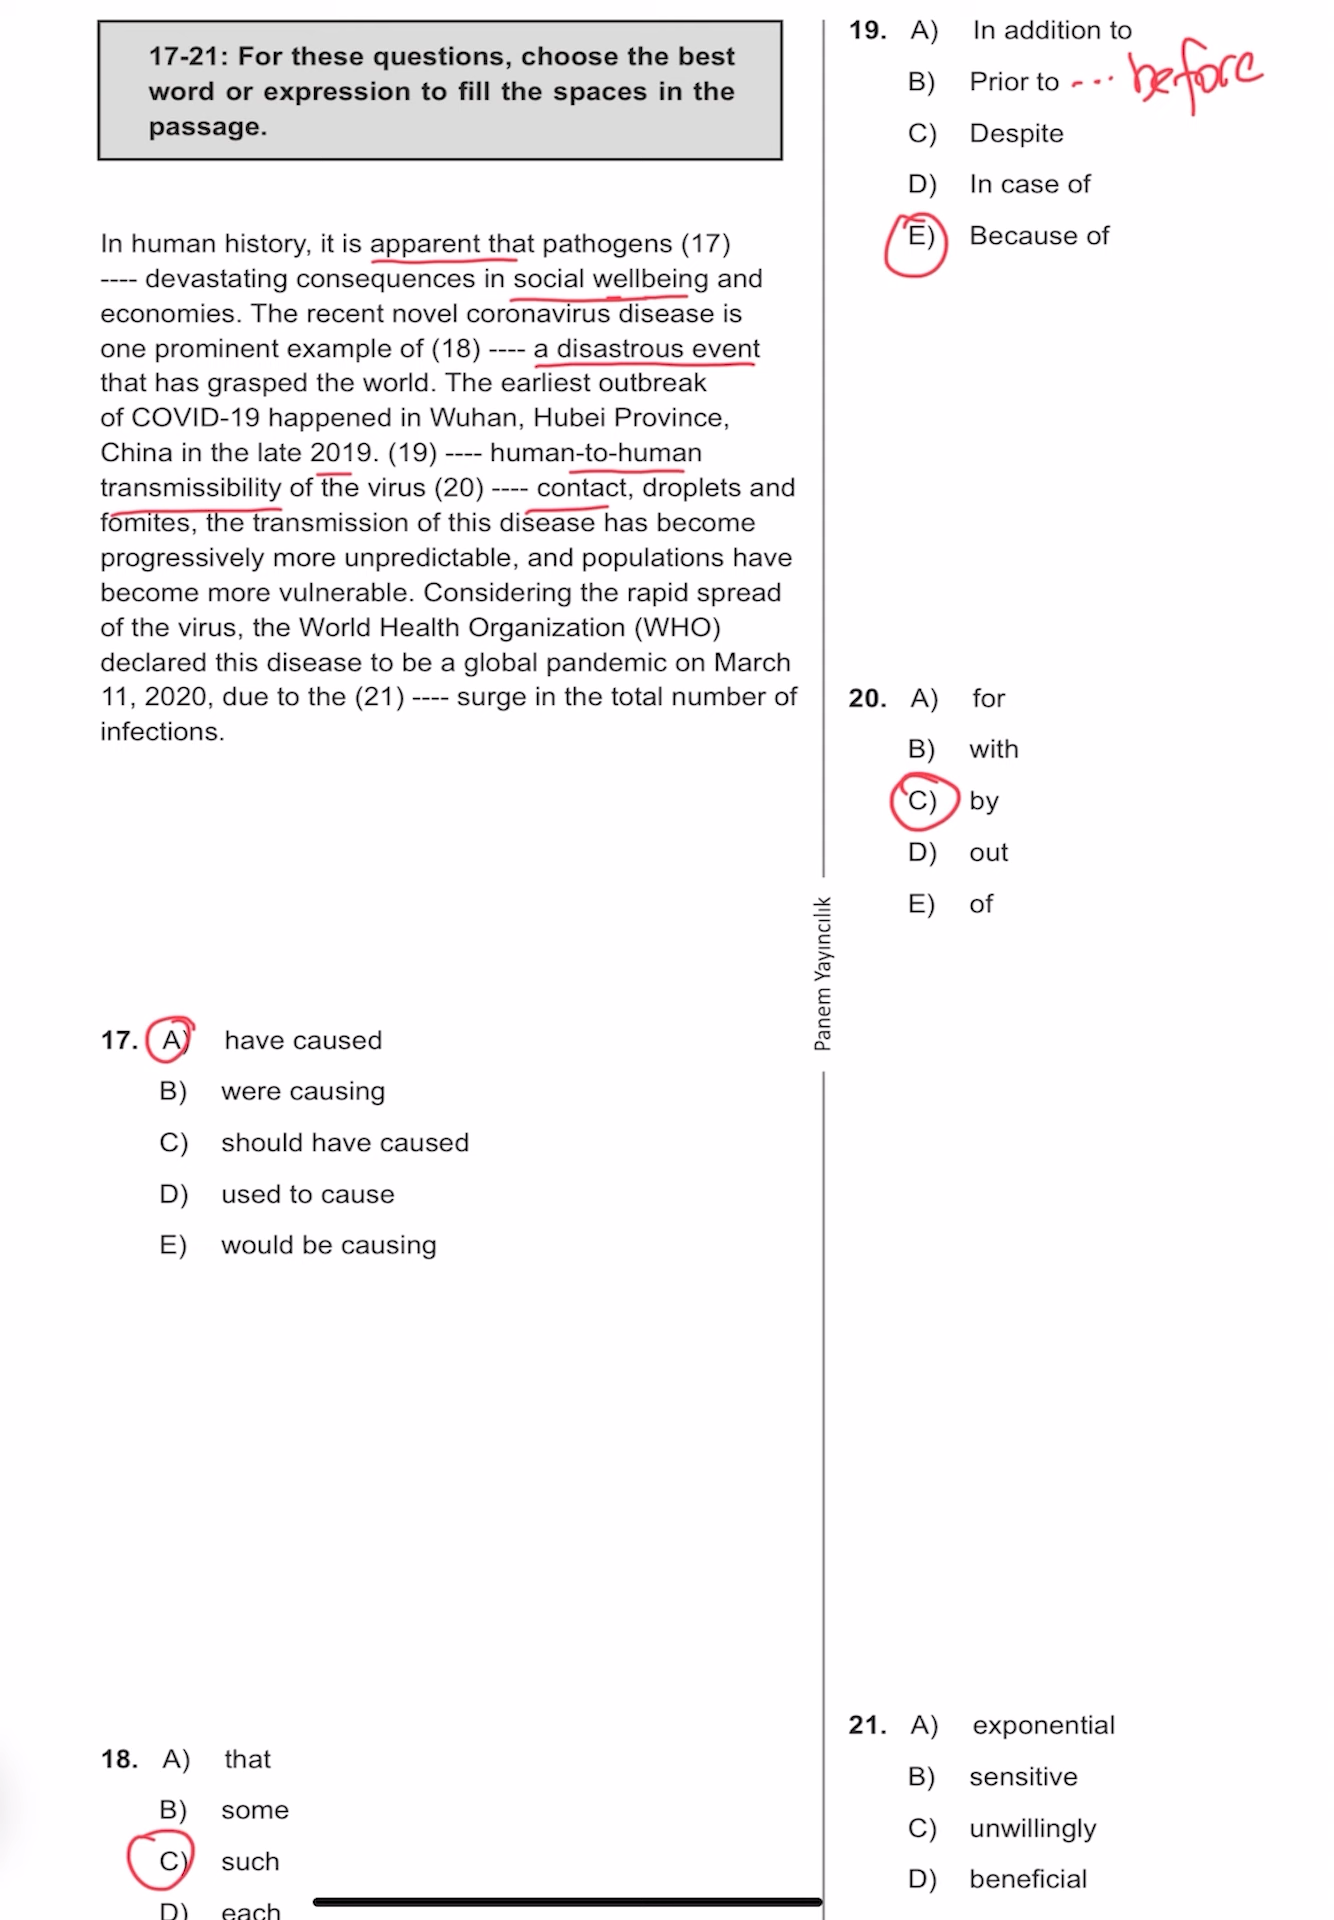 17-21: For these questions, choose the best
word or expression to fill the spaces in the
passage.
In human history, it is apparent that pathogens (17)
---- devastating consequences in social wellbeing and
economies. The recent novel coronavirus disease is
one prominent example of (18) ---- a disastrous event
that has grasped the world. The earliest outbreak
of COVID-19 happened in Wuhan, Hubei Province,
China in the late 2019. (19) ---- human-to-human
transmissibility of the virus (20) ---- contact, droplets and
fomites, the transmission of this disease has become
progressively more unpredictable, and populations have
become more vulnerable. Considering the rapid spread
of the virus, the World Health Organization (WHO)
declared this disease to be a global pandemic on March
11, 2020, due to the (21) ---- surge in the total number of
infections.
17. A) have caused
B) were causing
C) should have caused
D) used to cause
E) would be causing
18. A) that
B) some
C) such
D) each
Panem Yayıncılık
19. A) In addition to
B) Prior to --- before
C) Despite
D) In case of
E) Because of
20. A) for
B) with
C) by
D) out
E) of
21. A) exponential
B) sensitive
C) unwillingly
D) beneficial